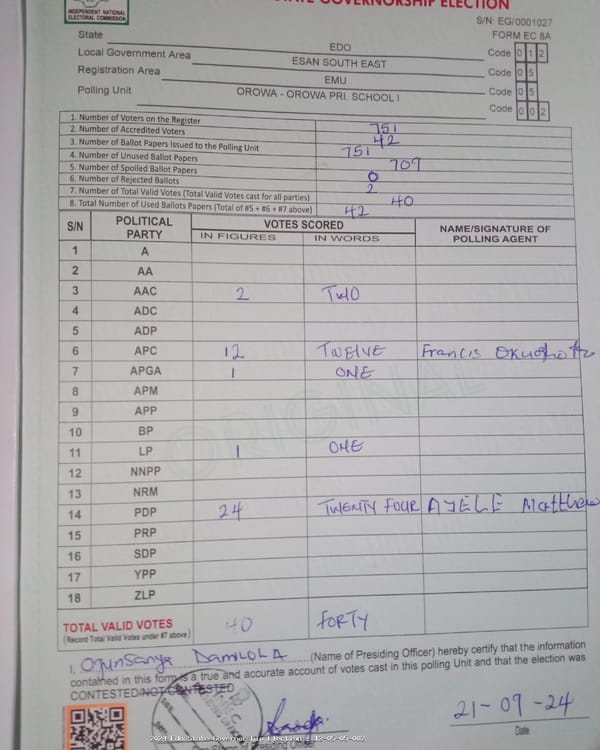 STATE GOVERNORSHIP ELECTION
INDEPENDENT NATIONAL ELECTORAL COMMISSION
S/N: EG/0001027
FORM EC 8A
State EDO Code 0 1 2
Local Government Area ESAN SOUTH EAST Code 0 5
Registration Area EMU Code 0 5
Polling Unit OROWA - OROWA PRI. SCHOOL I Code 0 0 2
1. Number of Voters on the Register 751
2. Number of Accredited Voters 42
3. Number of Ballot Papers Issued to the Polling Unit 751
4. Number of Unused Ballot Papers 709
5. Number of Spoiled Ballot Papers 0
6. Number of Rejected Ballots 2
7. Number of Total Valid Votes (Total Valid Votes cast for all parties) 40
8. Total Number of Used Ballots Papers (Total of #5 + #6 + #7 above) 42
S/N POLITICAL PARTY VOTES SCORED NAME/SIGNATURE OF POLLING AGENT
IN FIGURES IN WORDS
1 A
2 AA
3 AAC 2 TWO
4 ADC
5 ADP
6 APC 12 TWELVE Francis
7 APGA 1 ONE
8 APM
9 APP
10 BP
11 LP 1 ONE
12 NNPP
13 NRM
14 PDP 24 TWENTY FOUR AJELE Matthew
15 PRP
16 SDP
17 YPP
18 ZLP
ORIGINAL
TOTAL VALID VOTES 40 FORTY
(Record Total Valid Votes under #7 above)
I, Ogunsanya DAMILOLA (Name of Presiding Officer) hereby certify that the information
contained in this form is a true and accurate account of votes cast in this polling Unit and that the election was
CONTESTED/NOT CONTESTED
21-09-24
Date
2024 Edo State Governorship Election : 12-05-05-002